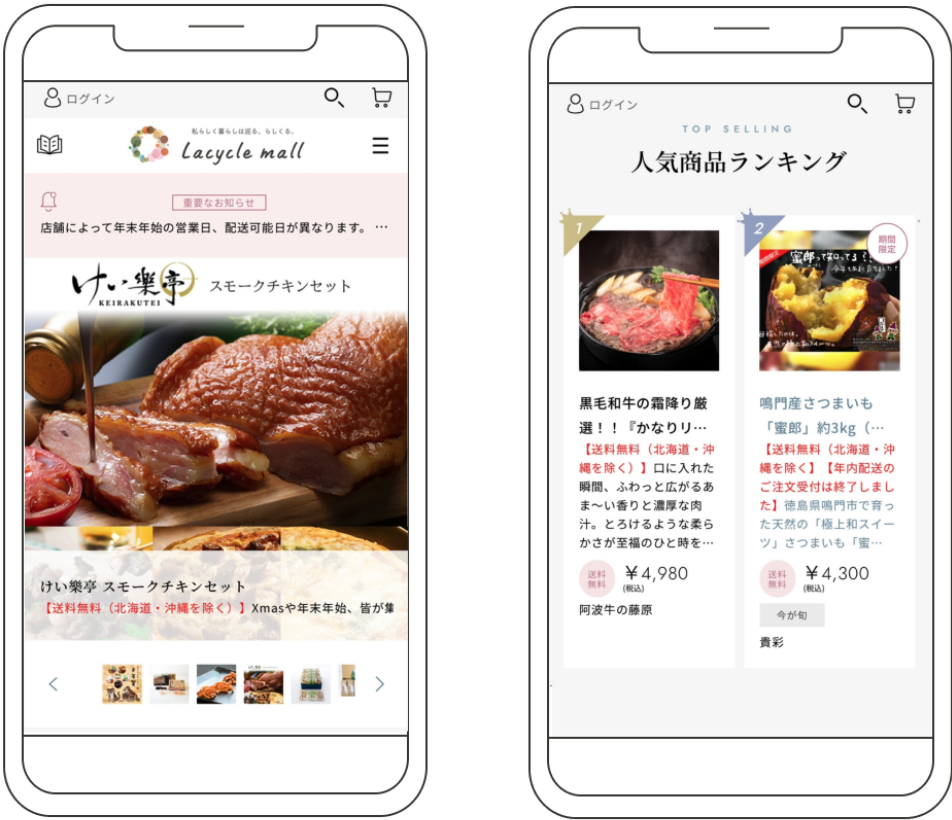 ログイン
私らしく暮らしは巡る、らしくる。
Lacycle mall
重要なお知らせ
店舗によって年末年始の営業日、配送可能日が異なります。 …
けい樂亭
KEIRAKUTEI
スモークチキンセット
けい樂亭 スモークチキンセット
【送料無料（北海道・沖縄を除く）】Xmasや年末年始、皆が集
ログイン
TOP SELLING
人気商品ランキング
1
黒毛和牛の霜降り厳
選！！『かなりリ…
【送料無料（北海道・沖
縄を除く）】口に入れた
瞬間、ふわっと広がるあ
ま〜い香りと濃厚な肉
汁。とろけるような柔ら
かさが至福のひと時を…
送料
無料
￥4,980
(税込)
阿波牛の藤原
2
期間
限定
期間限定
蜜郎って知ってる
鳴門産さつまいも
「蜜郎」約3kg（…
【送料無料（北海道・沖
縄を除く）】【年内配送の
ご注文受付は終了しまし
た】徳島県鳴門市で育っ
た天然の「極上和スイー
ツ」さつまいも「蜜…
送料
無料
￥4,300
(税込)
今が旬
貴彩